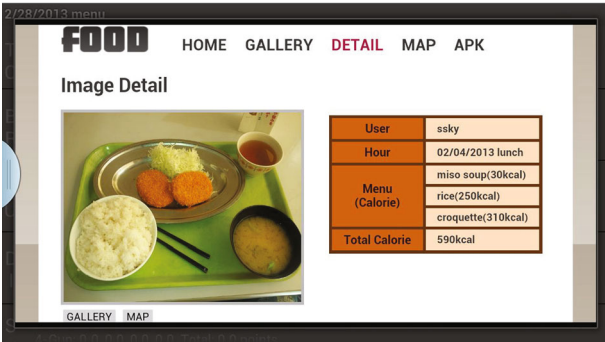 2/28/2013 menu
FOOD
HOME GALLERY DETAIL MAP APK
Image Detail
User ssky
Hour 02/04/2013 lunch
Menu (Calorie)
miso soup(30kcal)
rice(250kcal)
croquette(310kcal)
Total Calorie 590kcal
GALLERY MAP